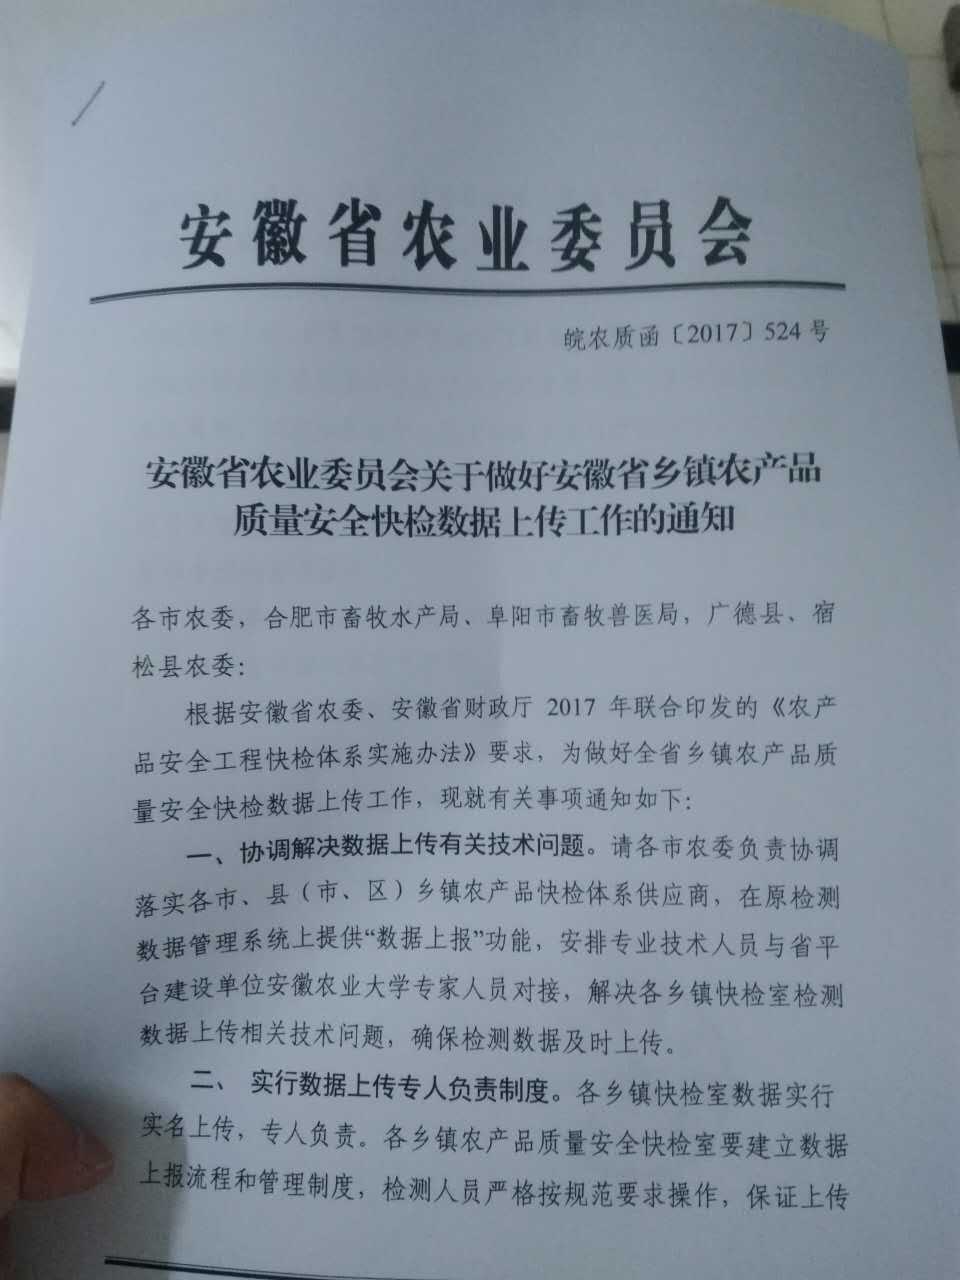 安徽省农业委员会
皖农质函〔2017〕524 号
安徽省农业委员会关于做好安徽省乡镇农产品
质量安全快检数据上传工作的通知
各市农委，合肥市畜牧水产局、阜阳市畜牧兽医局，广德县、宿
松县农委：
根据安徽省农委、安徽省财政厅 2017 年联合印发的《农产
品安全工程快检体系实施办法》要求，为做好全省乡镇农产品质
量安全快检数据上传工作，现就有关事项通知如下：
一、协调解决数据上传有关技术问题。请各市农委负责协调
落实各市、县（市、区）乡镇农产品快检体系供应商，在原检测
数据管理系统上提供“数据上报”功能，安排专业技术人员与省平
台建设单位安徽农业大学专家人员对接，解决各乡镇快检室检测
数据上传相关技术问题，确保检测数据及时上传。
二、实行数据上传专人负责制度。各乡镇快检室数据实行
实名上传，专人负责。各乡镇农产品质量安全快检室要建立数据
上报流程和管理制度，检测人员严格按规范要求操作，保证上传